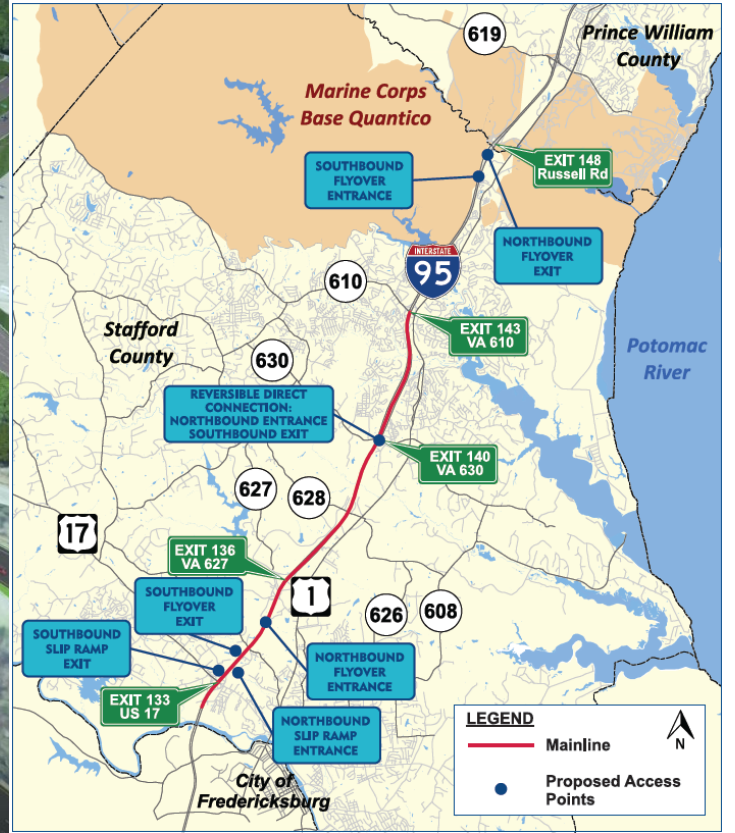 619
Prince William
County
Marine Corps
Base Quantico
EXIT 148
Russell Rd
SOUTHBOUND
FLYOVER
ENTRANCE
NORTHBOUND
FLYOVER
EXIT
INTERSTATE
95
610
EXIT 143
VA 610
Stafford
County
Potomac
River
630
REVERSIBLE DIRECT
CONNECTION:
NORTHBOUND ENTRANCE
SOUTHBOUND EXIT
EXIT 140
VA 630
627
628
17
EXIT 136
VA 627
1
SOUTHBOUND
FLYOVER
EXIT
626
608
SOUTHBOUND
SLIP RAMP
EXIT
NORTHBOUND
FLYOVER
ENTRANCE
EXIT 133
US 17
NORTHBOUND
SLIP RAMP
ENTRANCE
City of
Fredericksburg
LEGEND
Mainline
N
Proposed Access
Points